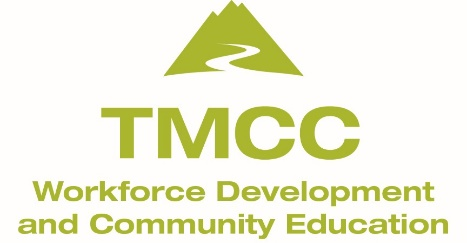 TMCC
Workforce Development
and Community Education